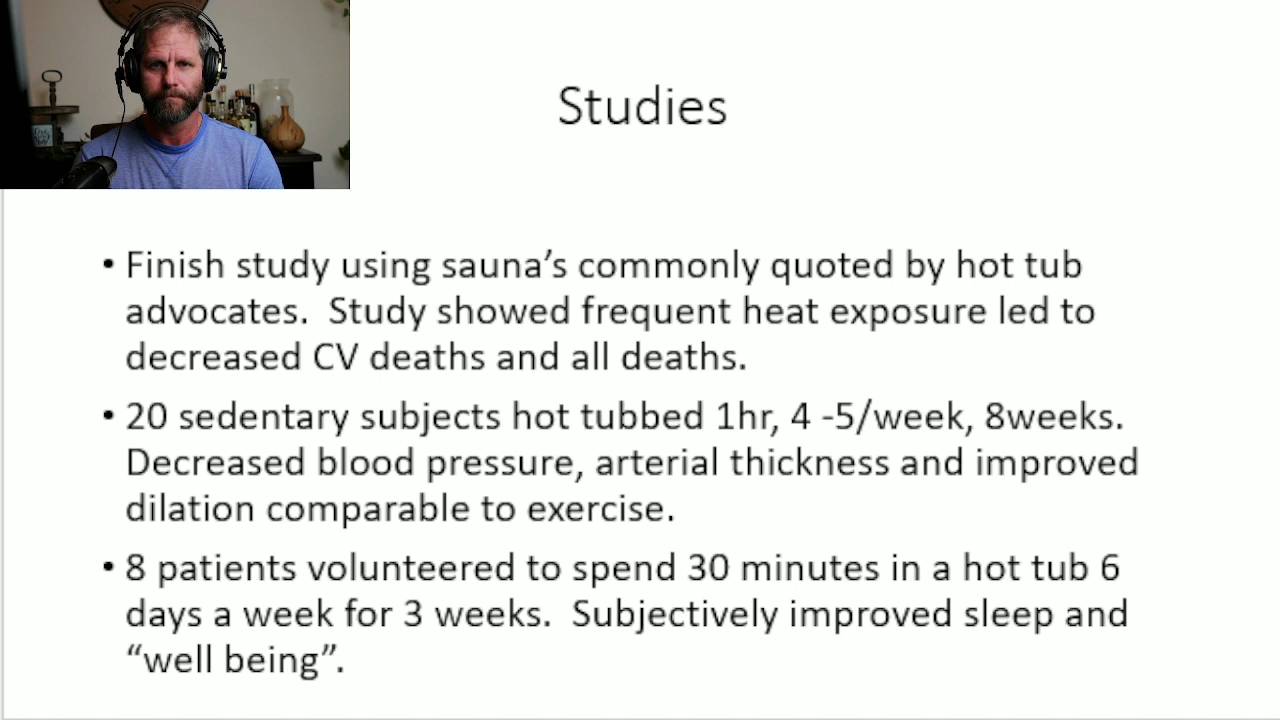 Studies
• Finish study using sauna's commonly quoted by hot tub
advocates.  Study showed frequent heat exposure led to
decreased CV deaths and all deaths.
• 20 sedentary subjects hot tubbed 1hr, 4 -5/week, 8weeks.
Decreased blood pressure, arterial thickness and improved
dilation comparable to exercise.
• 8 patients volunteered to spend 30 minutes in a hot tub 6
days a week for 3 weeks.  Subjectively improved sleep and
“well being”.